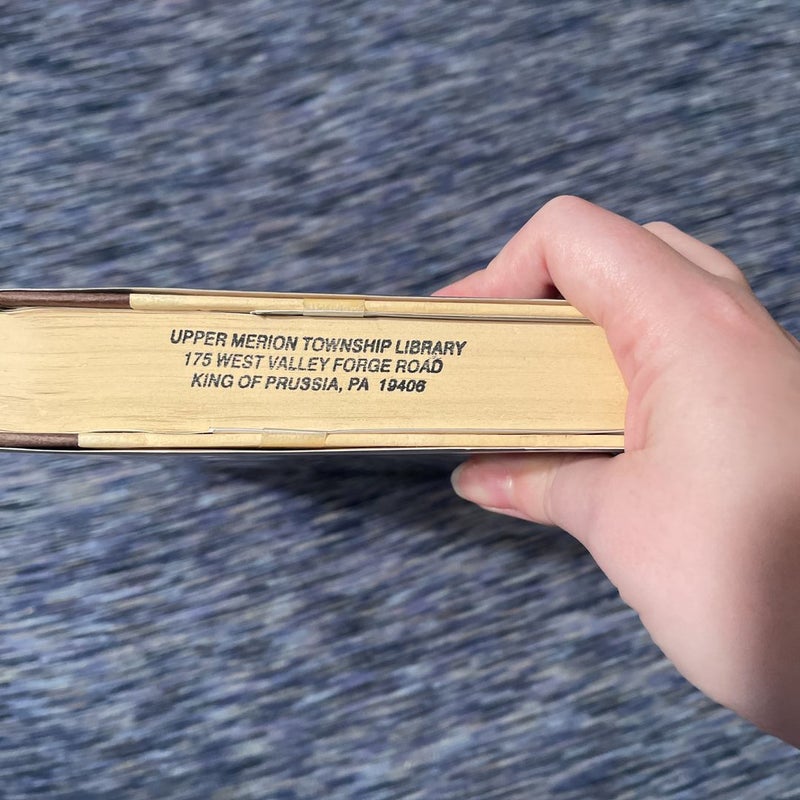 UPPER MERION TOWNSHIP LIBRARY
175 WEST VALLEY FORGE ROAD
KING OF PRUSSIA, PA 19406